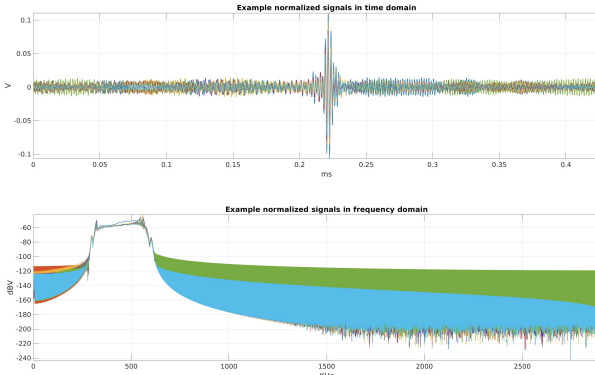 Example normalized signals in time domain
0.1
0.05
0
-0.05
-0.1
V
0 0.05 0.1 0.15 0.2 0.25 0.3 0.35 0.4
ms
Example normalized signals in frequency domain
-60
-80
-100
-120
-140
-160
-180
-200
-220
-240
dBV
0 500 1000 1500 2000 2500
KHz